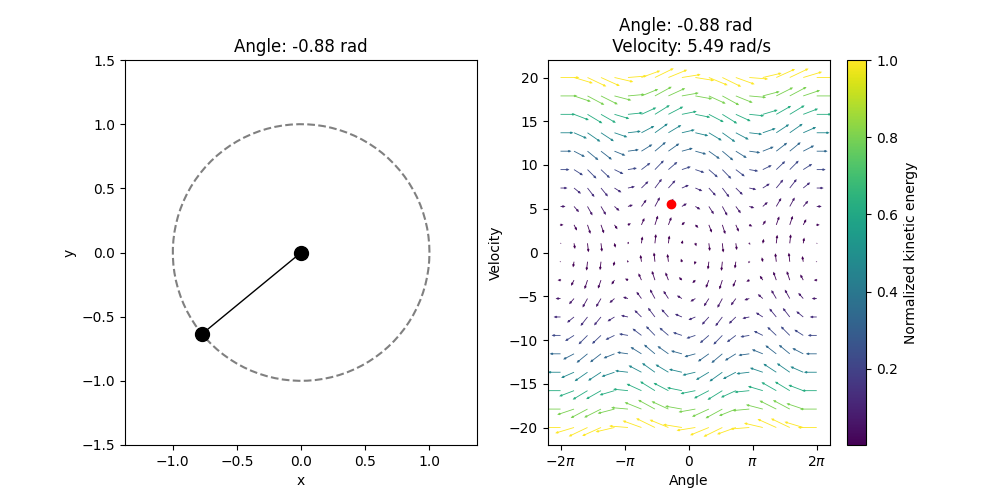 Angle: -0.88 rad
1.5
1.0
0.5
0.0
−0.5
−1.0
−1.5
y
−1.0
−0.5
0.0
0.5
1.0
x
Angle: -0.88 rad
Velocity: 5.49 rad/s
20
15
10
5
0
−5
−10
−15
−20
Velocity
−2π
−π
0
π
2π
Angle
1.0
0.8
0.6
0.4
0.2
Normalized kinetic energy